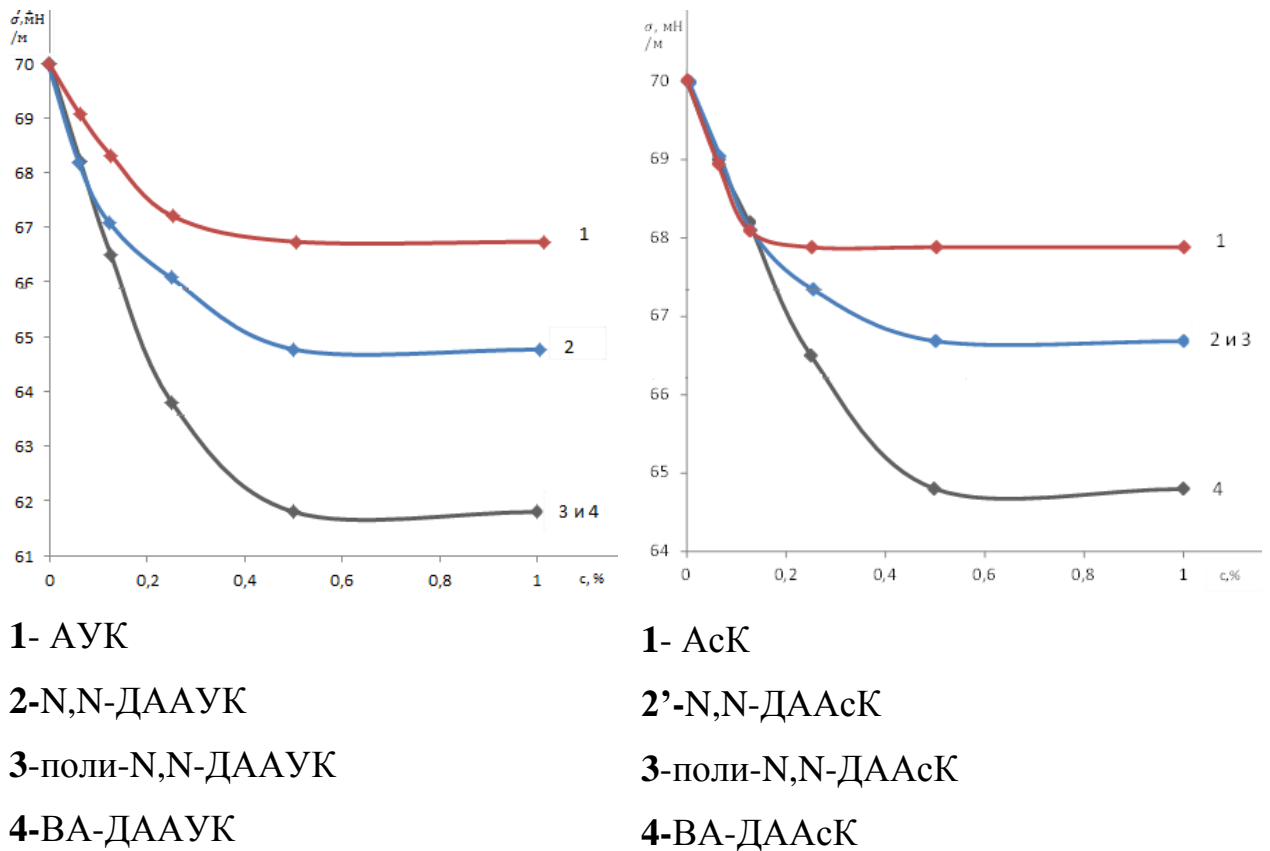 σ, мН
/м
70
69
68
67
66
65
64
63
62
61
0
0,2
0,4
0,6
0,8
1
с, %
1
2
3 и 4
σ, мН
/м
70
69
68
67
66
65
64
0
0,2
0,4
0,6
0,8
1
с,%
1
2 и 3
4
1- АУК
2-N,N-ДААУК
3-поли-N,N-ДААУК
4-ВА-ДААУК
1- АсК
2’-N,N-ДААсК
3-поли-N,N-ДААсК
4-ВА-ДААсК